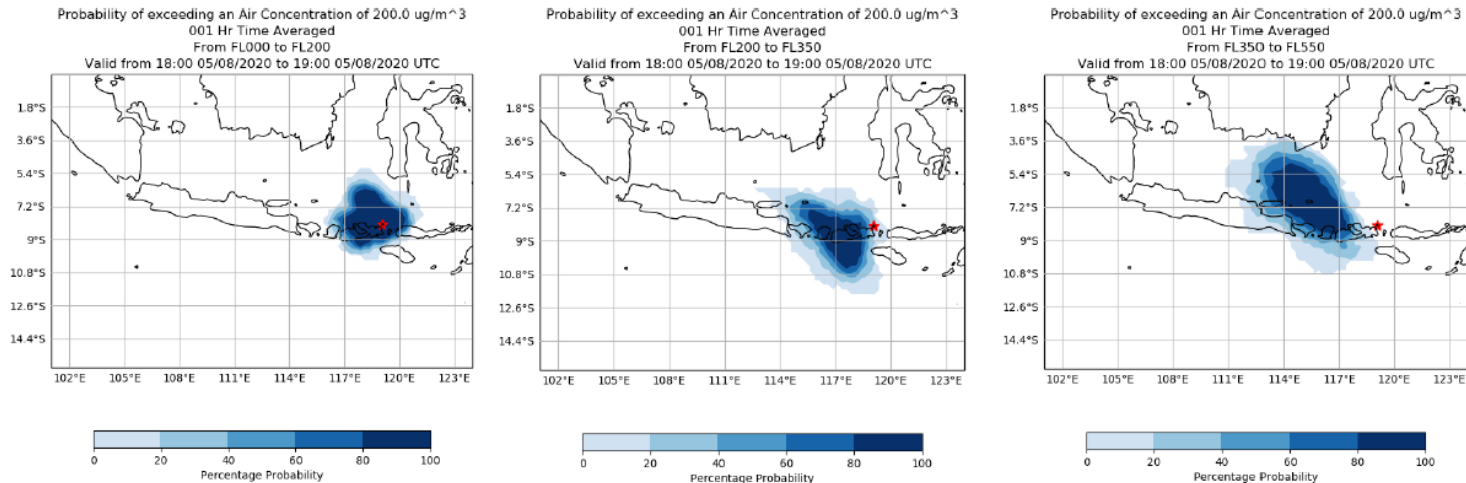 Probability of exceeding an Air Concentration of 200.0 ug/m^3
001 Hr Time Averaged
From FL000 to FL200
Valid from 18:00 05/08/2020 to 19:00 05/08/2020 UTC
1.8°S
3.6°S
5.4°S
7.2°S
9°S
10.8°S
12.6°S
14.4°S
102°E 105°E 108°E 111°E 114°E 117°E 120°E 123°E
0 20 40 60 80 100
Percentage Probability
Probability of exceeding an Air Concentration of 200.0 ug/m^3
001 Hr Time Averaged
From FL200 to FL350
Valid from 18:00 05/08/2020 to 19:00 05/08/2020 UTC
1.8°S
3.6°S
5.4°S
7.2°S
9°S
10.8°S
12.6°S
14.4°S
102°E 105°E 108°E 111°E 114°E 117°E 120°E 123°E
0 20 40 60 80 100
Percentage Probability
Probability of exceeding an Air Concentration of 200.0 ug/m^3
001 Hr Time Averaged
From FL350 to FL550
Valid from 18:00 05/08/2020 to 19:00 05/08/2020 UTC
1.8°S
3.6°S
5.4°S
7.2°S
9°S
10.8°S
12.6°S
14.4°S
102°E 105°E 108°E 111°E 114°E 117°E 120°E 123°E
0 20 40 60 80 100
Percentage Probability